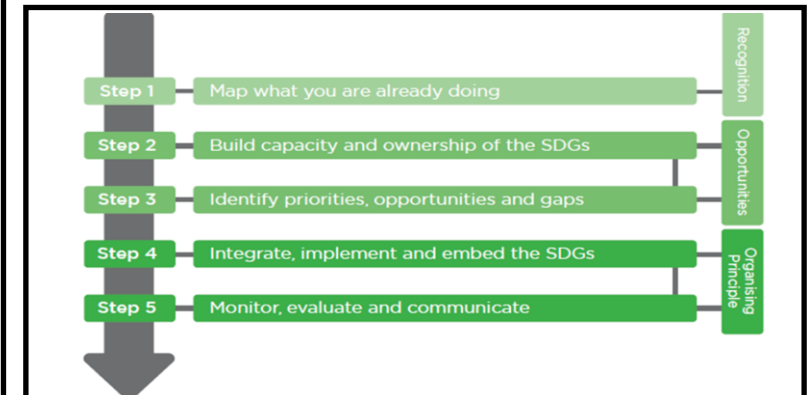 Step 1 Map what you are already doing
Recognition
Step 2 Build capacity and ownership of the SDGs
Step 3 Identify priorities, opportunities and gaps
Opportunities
Step 4 Integrate, implement and embed the SDGs
Step 5 Monitor, evaluate and communicate
Organising
Principle